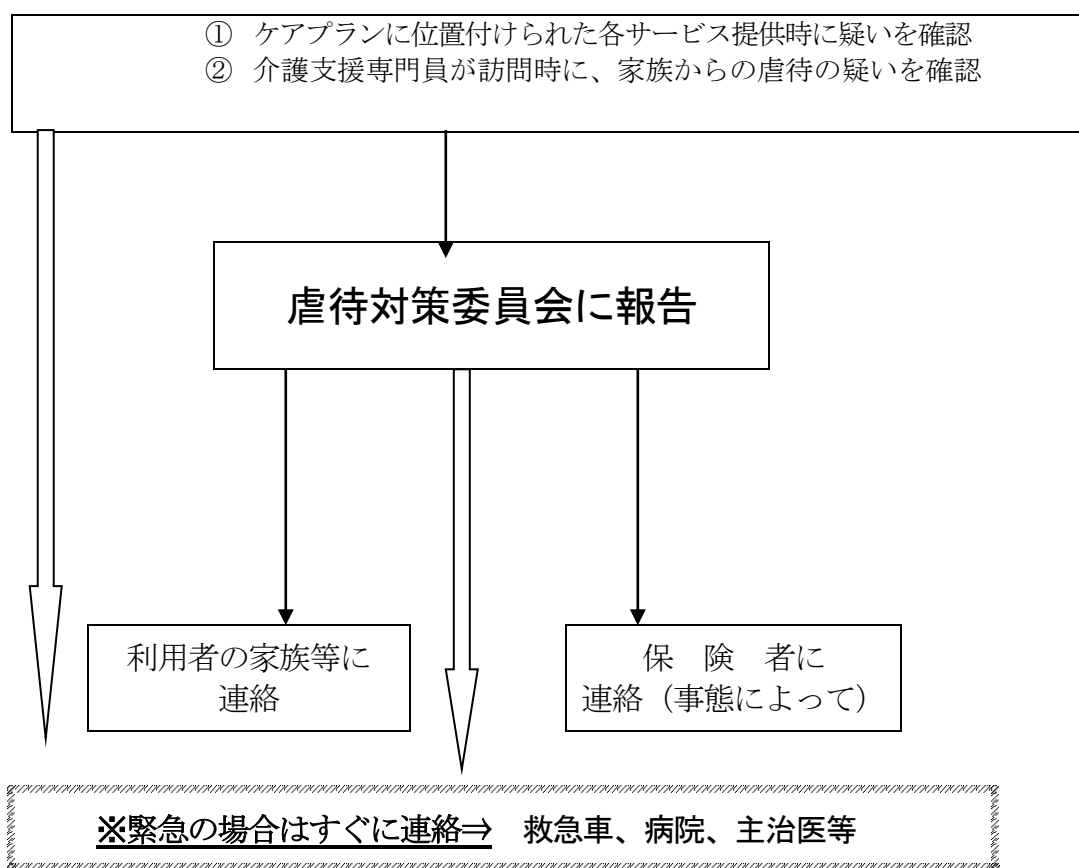 ① ケアプランに位置付けられた各サービス提供時に疑いを確認
② 介護支援専門員が訪問時に、家族からの虐待の疑いを確認
虐待対策委員会に報告
利用者の家族等に
連絡
保 険 者に
連絡(事態によって)
※緊急の場合はすぐに連絡⇒ 救急車、病院、主治医等